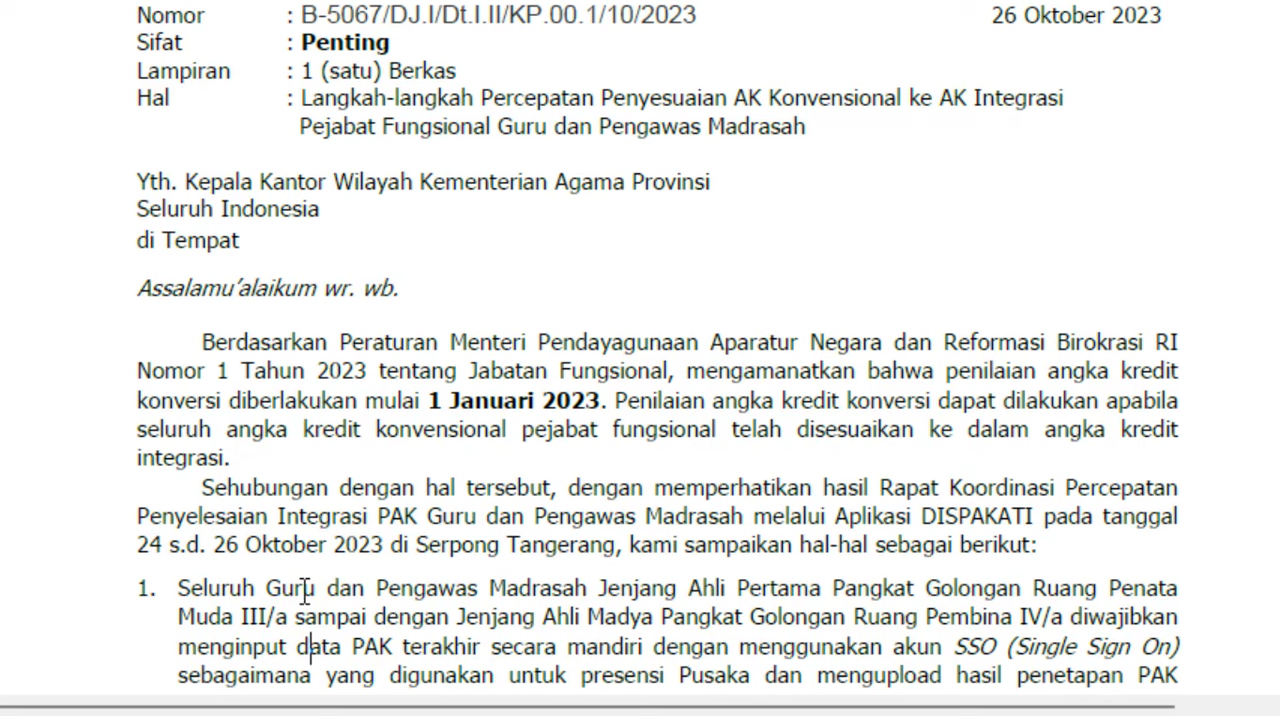 Nomor : B-5067/DJ.I/Dt.I.II/KP.00.1/10/2023 26 Oktober 2023
Sifat : Penting
Lampiran : 1 (satu) Berkas
Hal : Langkah-langkah Percepatan Penyesuaian AK Konvensional ke AK Integrasi
Pejabat Fungsional Guru dan Pengawas Madrasah
Yth. Kepala Kantor Wilayah Kementerian Agama Provinsi
Seluruh Indonesia
di Tempat
Assalamu’alaikum wr. wb.
Berdasarkan Peraturan Menteri Pendayagunaan Aparatur Negara dan Reformasi Birokrasi RI
Nomor 1 Tahun 2023 tentang Jabatan Fungsional, mengamanatkan bahwa penilaian angka kredit
konversi diberlakukan mulai 1 Januari 2023. Penilaian angka kredit konversi dapat dilakukan apabila
seluruh angka kredit konvensional pejabat fungsional telah disesuaikan ke dalam angka kredit
integrasi.
Sehubungan dengan hal tersebut, dengan memperhatikan hasil Rapat Koordinasi Percepatan
Penyelesaian Integrasi PAK Guru dan Pengawas Madrasah melalui Aplikasi DISPAKATI pada tanggal
24 s.d. 26 Oktober 2023 di Serpong Tangerang, kami sampaikan hal-hal sebagai berikut:
1. Seluruh Guru dan Pengawas Madrasah Jenjang Ahli Pertama Pangkat Golongan Ruang Penata
Muda III/a sampai dengan Jenjang Ahli Madya Pangkat Golongan Ruang Pembina IV/a diwajibkan
menginput data PAK terakhir secara mandiri dengan menggunakan akun SSO (Single Sign On)
sebagaimana yang digunakan untuk presensi Pusaka dan mengupload hasil penetapan PAK